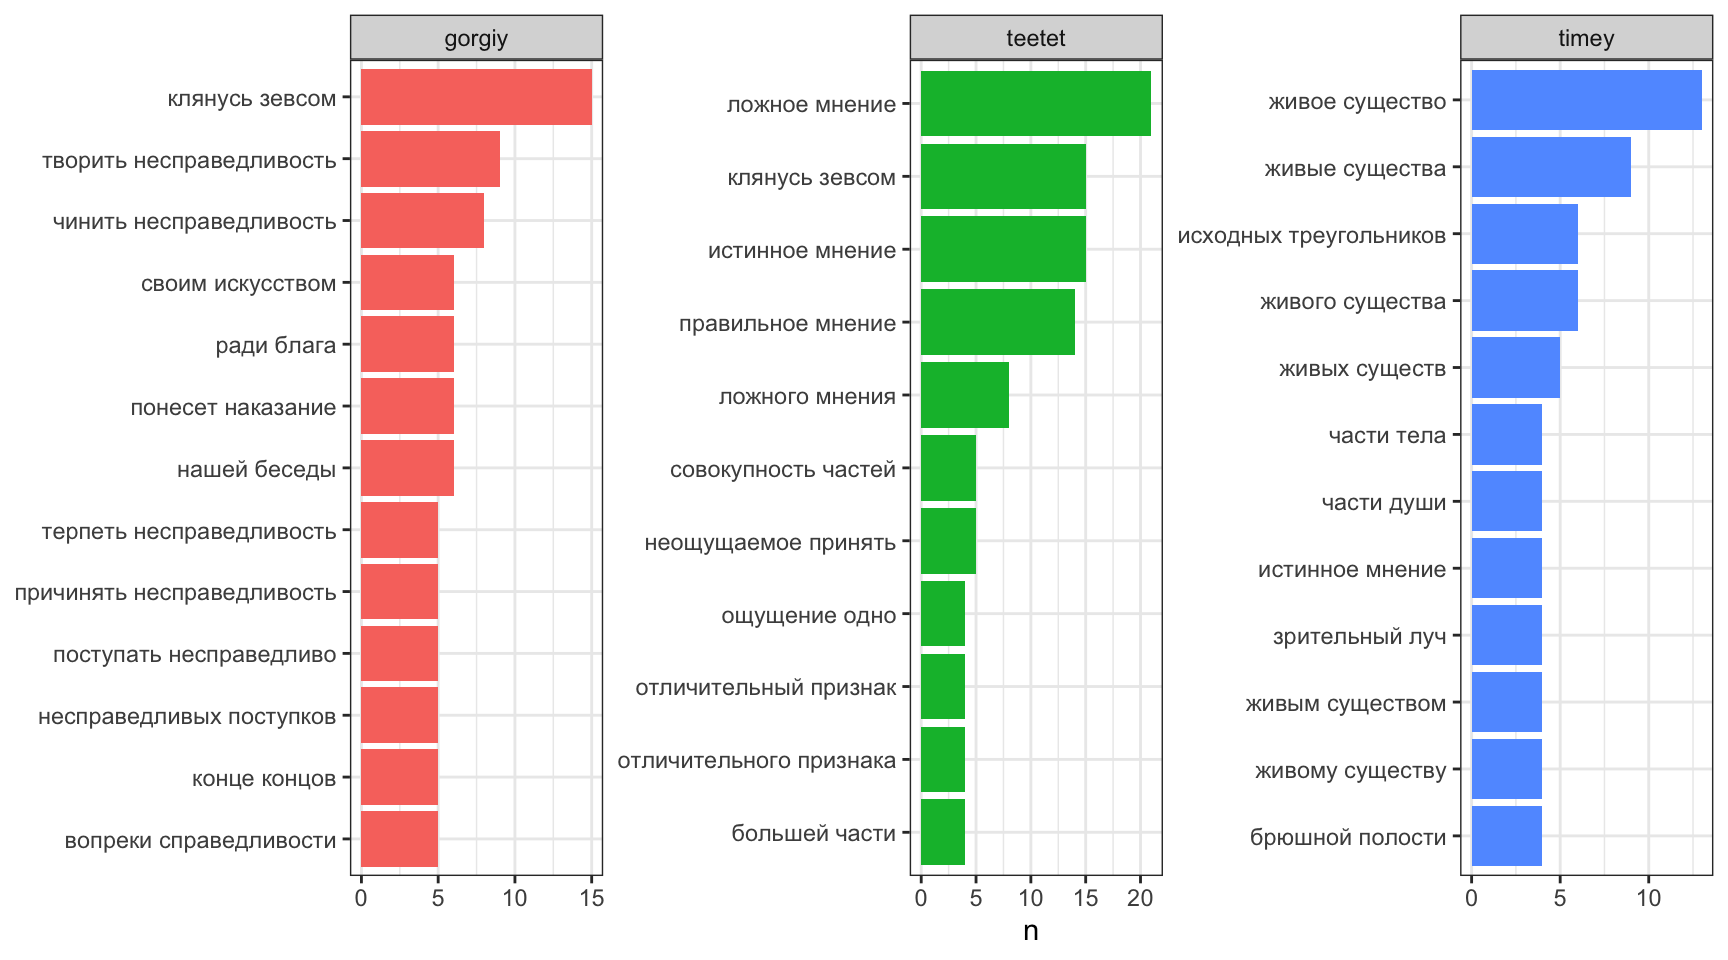 gorgiy
клянусь зевсом
творить несправедливость
чинить несправедливость
своим искусством
ради блага
понесет наказание
нашей беседы
терпеть несправедливость
причинять несправедливость
поступать несправедливо
несправедливых поступков
конце концов
вопреки справедливости
0 5 10 15
teetet
ложное мнение
клянусь зевсом
истинное мнение
правильное мнение
ложного мнения
совокупность частей
неощущаемое принять
ощущение одно
отличительный признак
отличительного признака
большей части
0 5 10 15 20
n
timey
живое существо
живые существа
исходных треугольников
живого существа
живых существ
части тела
части души
истинное мнение
зрительный луч
живым существом
живому существу
брюшной полости
0 5 10